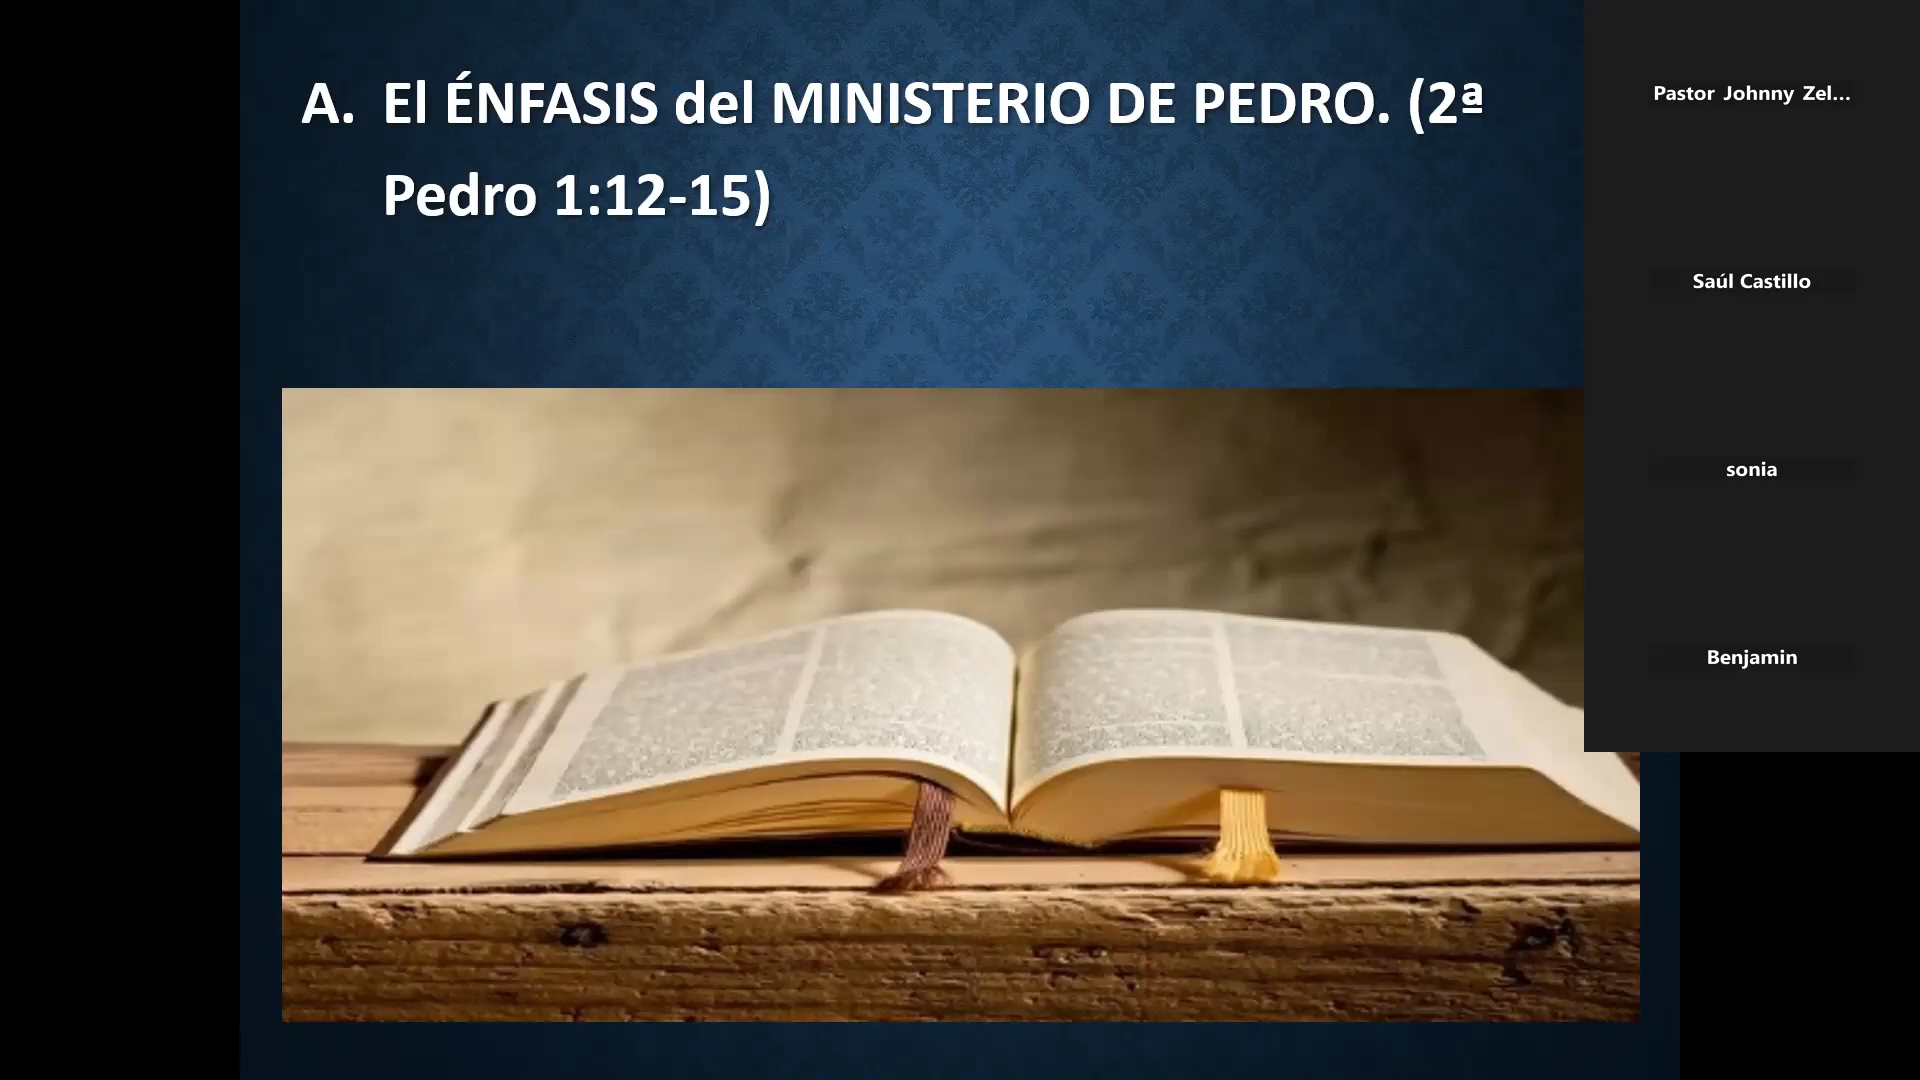 A. El ÉNFASIS del MINISTERIO DE PEDRO. (2ª
Pedro 1:12-15)
Pastor Johnny Zel...
Saúl Castillo
sonia
Benjamin